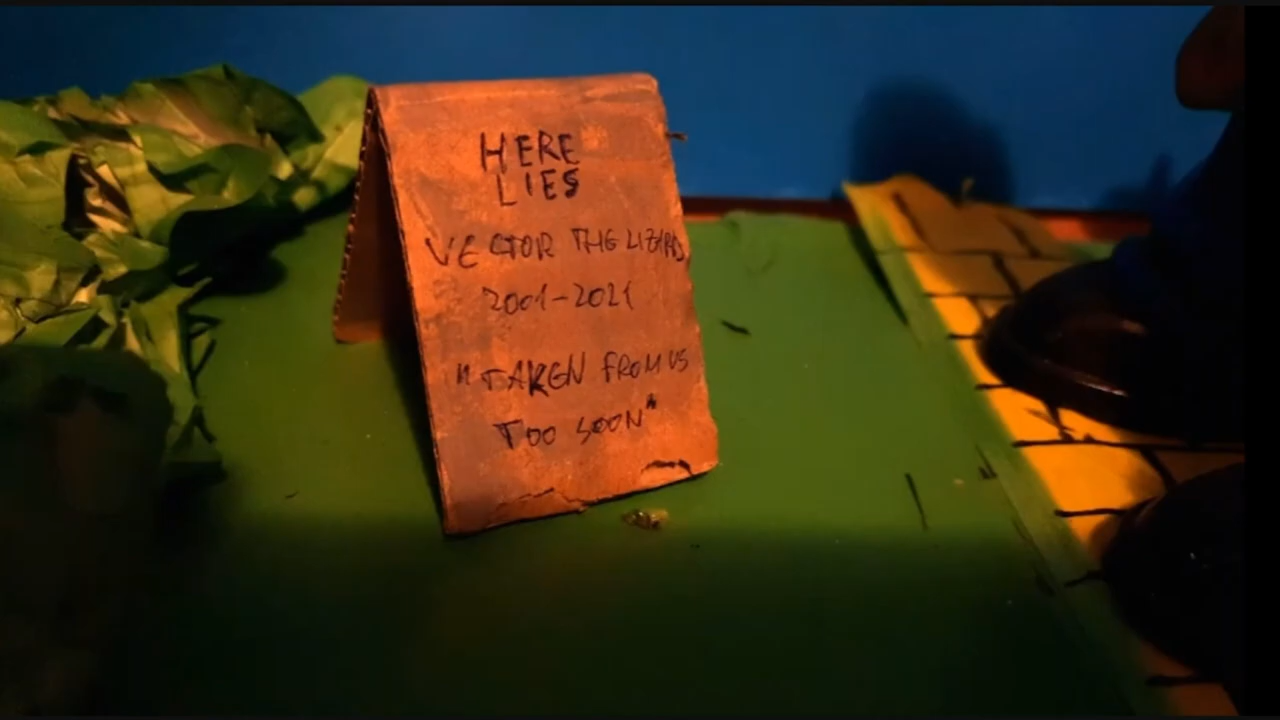 HERE
LIES
VECTOR THE LIZARD
2001-2021
"TAKEN FROM US
TOO SOON"